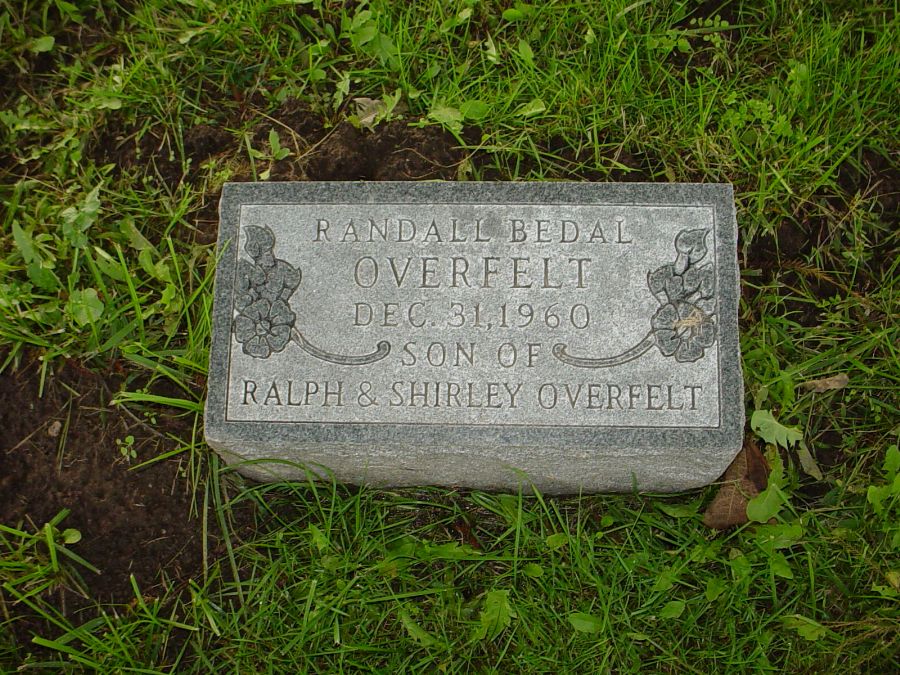 RANDALL BEDAL
OVERFELT
DEC. 31, 1960
SON OF
RALPH & SHIRLEY OVERFELT